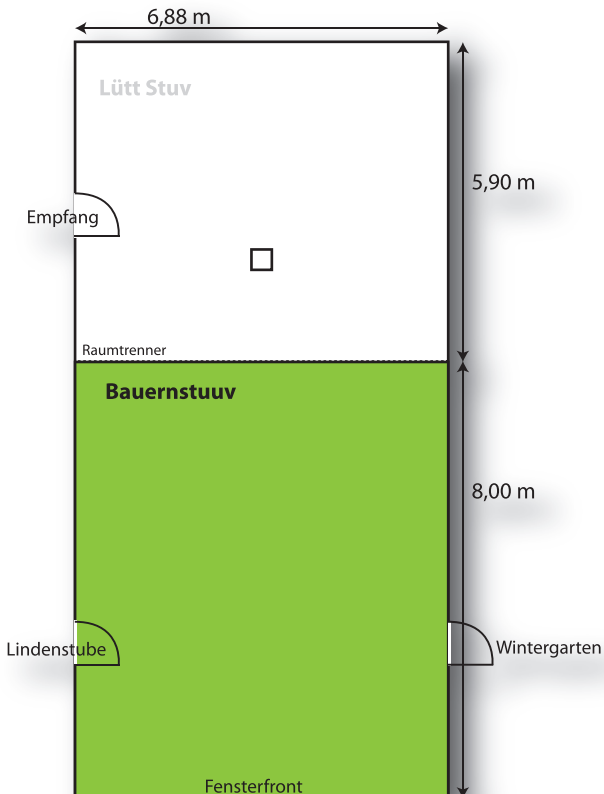 6,88 m
Lütt Stuv
5,90 m
Empfang
Raumtrenner
Bauernstuuv
8,00 m
Lindenstube
Wintergarten
Fensterfront